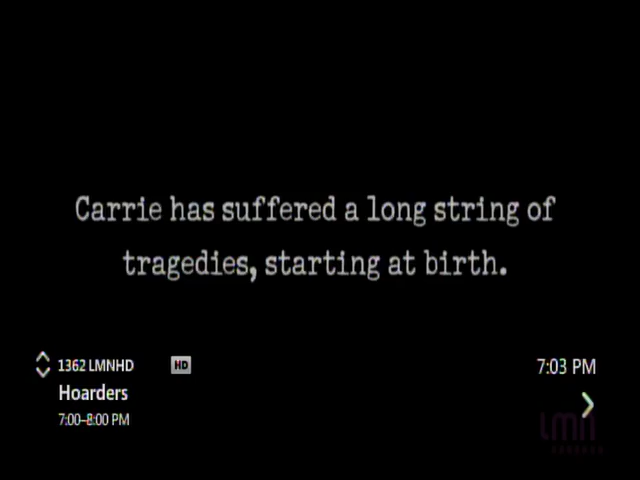 Carrie has suffered a long string of
tragedies, starting at birth.
1362 LMNHD HD 7:03 PM
Hoarders
7:00–8:00 PM
lmn